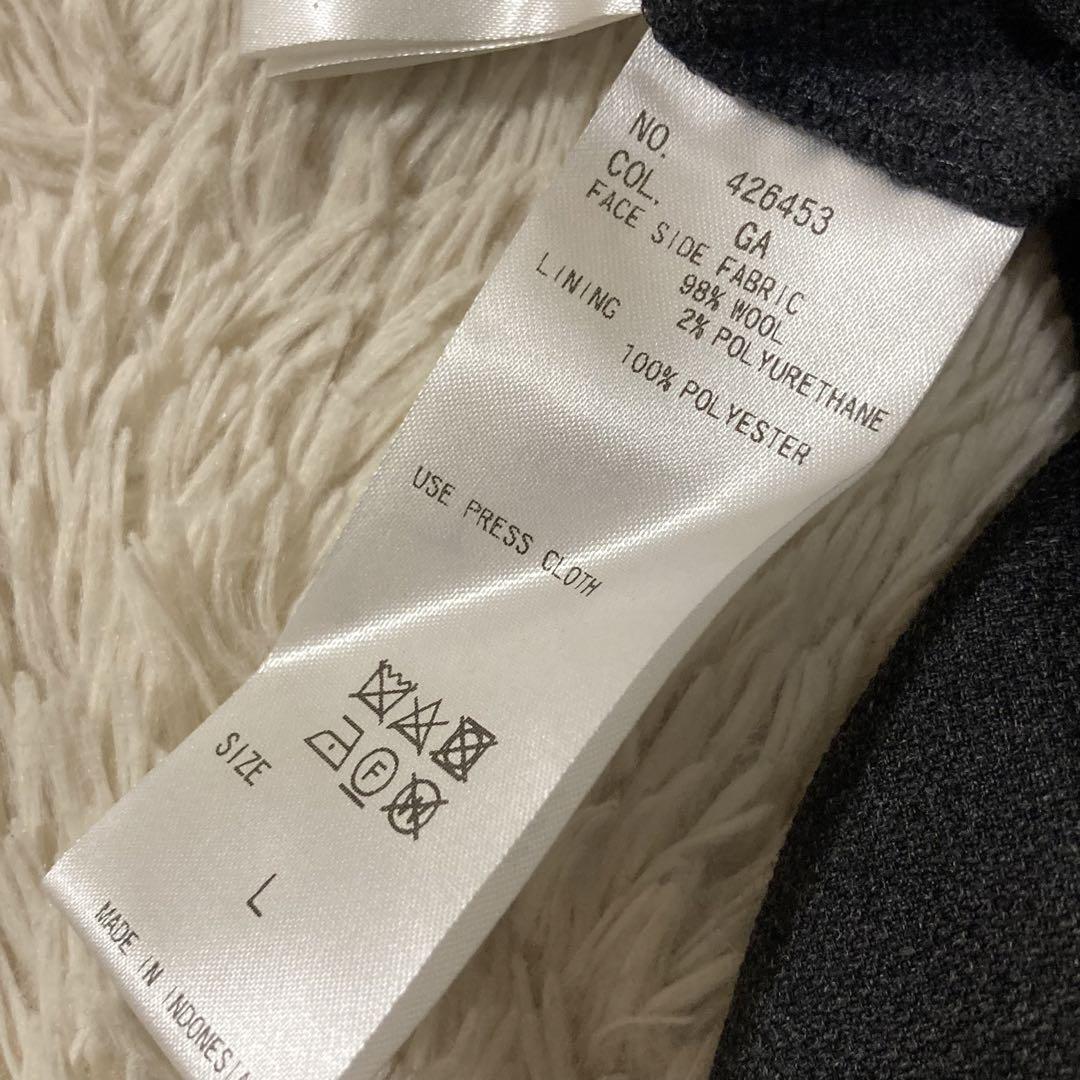 NO. 426453
COL. GA
FACE SIDE FABRIC
98% WOOL
2% POLYURETHANE
LINING
100% POLYESTER
USE PRESS CLOTH
F
W
SIZE
L
MADE IN INDONESIA